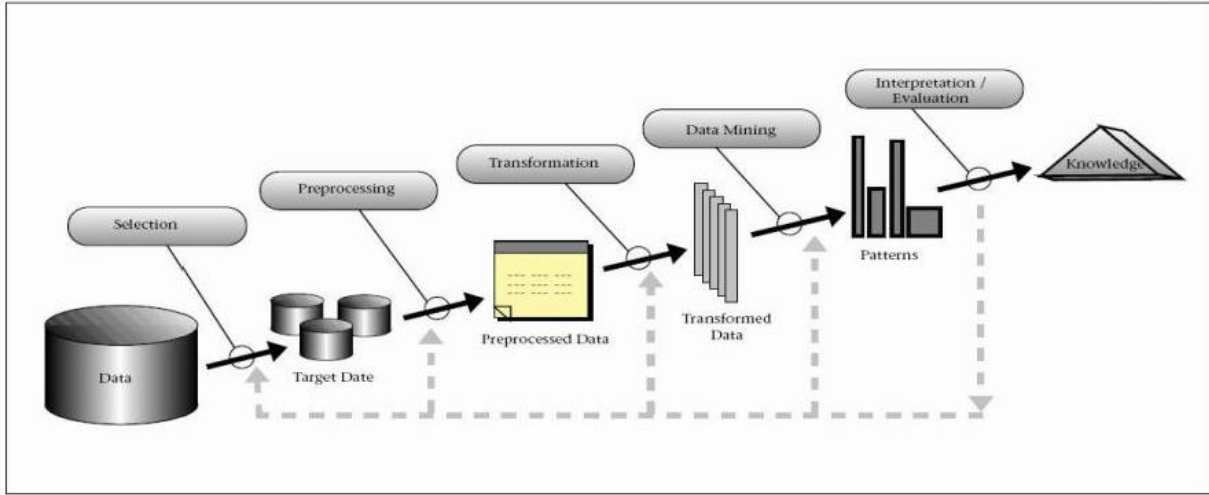 Interpretation /
Evaluation
Data Mining
Transformation
Preprocessing
Selection
Knowledge
Patterns
Transformed
Data
Preprocessed Data
Target Date
Data